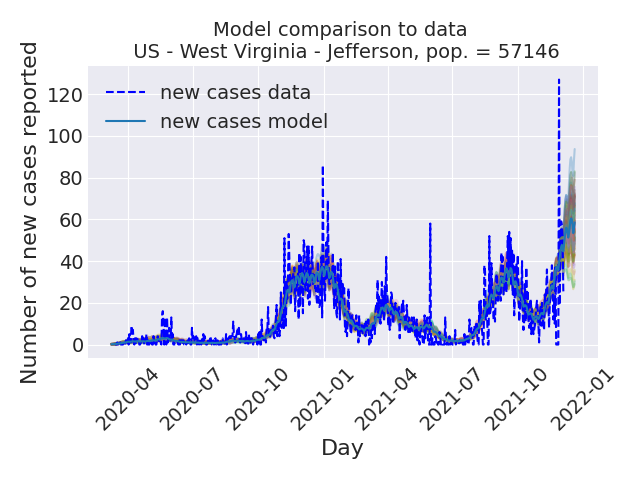 Model comparison to data
US - West Virginia - Jefferson, pop. = 57146
Number of new cases reported
120
100
80
60
40
20
0
new cases data
new cases model
2020-04
2020-07
2020-10
2021-01
2021-04
2021-07
2021-10
2022-01
Day